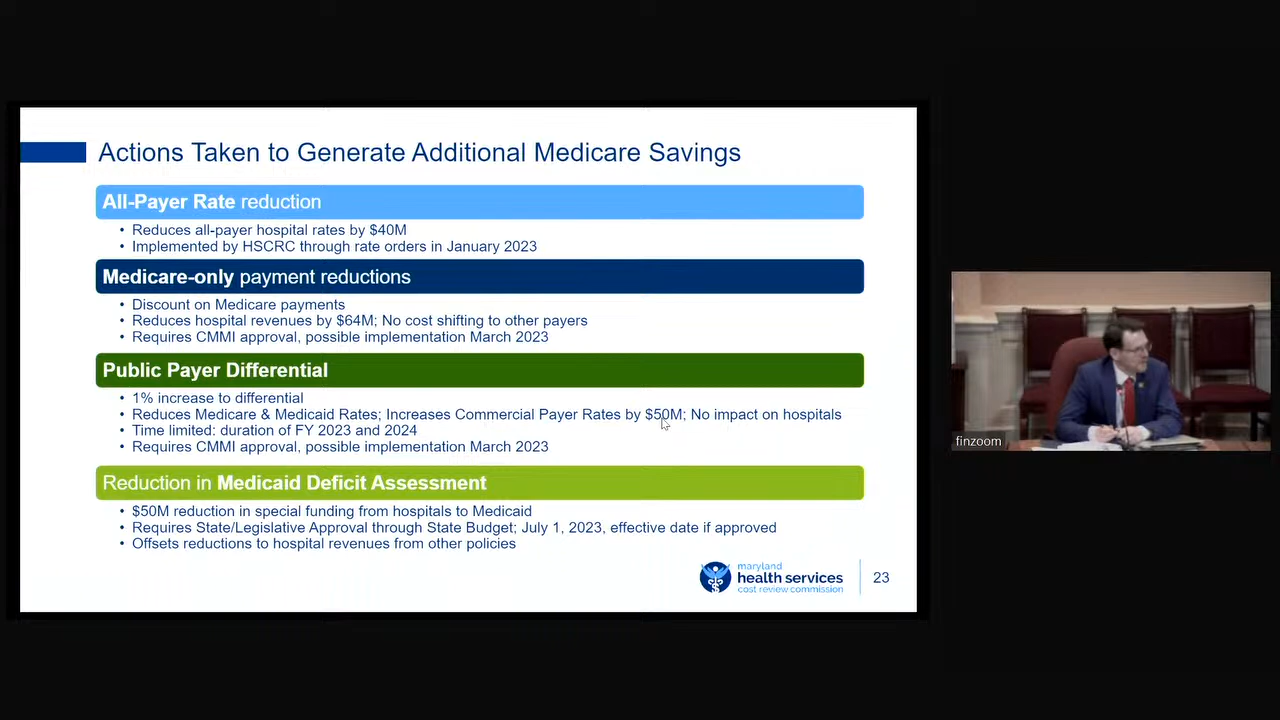 Actions Taken to Generate Additional Medicare Savings
All-Payer Rate reduction
• Reduces all-payer hospital rates by $40M
• Implemented by HSCRC through rate orders in January 2023
Medicare-only payment reductions
• Discount on Medicare payments
• Reduces hospital revenues by $64M; No cost shifting to other payers
• Requires CMMI approval, possible implementation March 2023
Public Payer Differential
• 1% increase to differential
• Reduces Medicare & Medicaid Rates; Increases Commercial Payer Rates by $50M; No impact on hospitals
• Time limited: duration of FY 2023 and 2024
• Requires CMMI approval, possible implementation March 2023
Reduction in Medicaid Deficit Assessment
• $50M reduction in special funding from hospitals to Medicaid
• Requires State/Legislative Approval through State Budget; July 1, 2023, effective date if approved
• Offsets reductions to hospital revenues from other policies
maryland
health services
cost review commission
23
finzoom